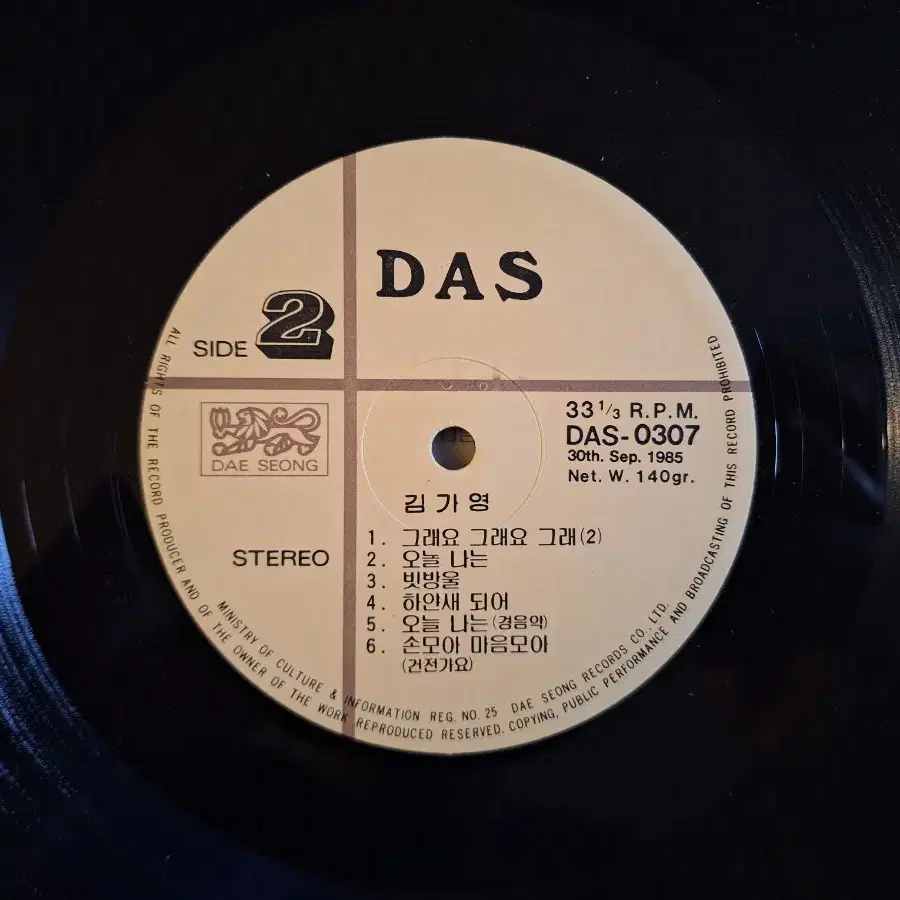 DAS
SIDE 2
DAE SEONG
STEREO
33 1/3 R.P.M.
DAS-0307
30th. Sep. 1985
Net. W. 140gr.
김가영
1. 그래요 그래요 그래(2)
2. 오늘 나는
3. 빗방울
4. 하얀새 되어
5. 오늘 나는(경음악)
6. 손모아 마음모아
(건전가요)
ALL RIGHTS OF THE RECORD PRODUCER AND OF THE OWNER OF THE WORK REPRODUCED RESERVED. COPYING, PUBLIC PERFORMANCE AND BROADCASTING OF THIS RECORD PROHIBITED
MINISTRY OF CULTURE & INFORMATION REG. NO. 25 DAE SEONG RECORDS CO., LTD.